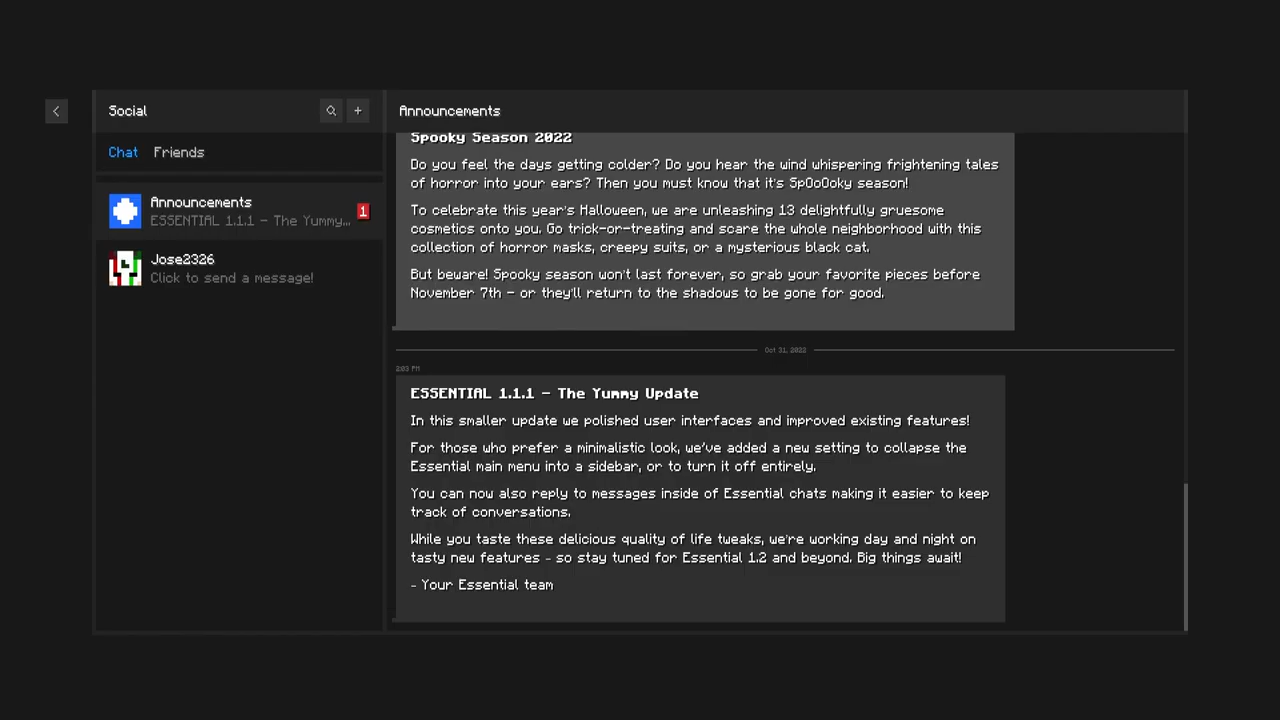 Social
Announcements
Chat Friends
Announcements
ESSENTIAL 1.1.1 – The Yummy...
1
Jose2326
Click to send a message!
Spooky Season 2022
Do you feel the days getting colder? Do you hear the wind whispering frightening tales
of horror into your ears? Then you must know that it's SpOoOoky season!
To celebrate this year's Halloween, we are unleashing 13 delightfully gruesome
cosmetics onto you. Go trick-or-treating and scare the whole neighborhood with this
collection of horror masks, creepy suits, or a mysterious black cat.
But beware! Spooky season won't last forever, so grab your favorite pieces before
November 7th – or they'll return to the shadows to be gone for good.
Oct 31, 2022
2:03 PM
ESSENTIAL 1.1.1 – The Yummy Update
In this smaller update we polished user interfaces and improved existing features!
For those who prefer a minimalistic look, we've added a new setting to collapse the
Essential main menu into a sidebar, or to turn it off entirely.
You can now also reply to messages inside of Essential chats making it easier to keep
track of conversations.
While you taste these delicious quality of life tweaks, we're working day and night on
tasty new features - so stay tuned for Essential 1.2 and beyond. Big things await!
- Your Essential team